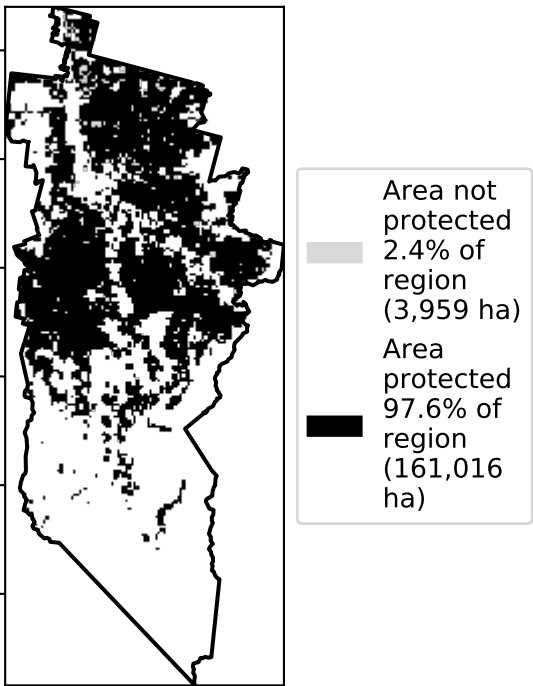 Area not
protected
2.4% of
region
(3,959 ha)
Area
protected
97.6% of
region
(161,016
ha)